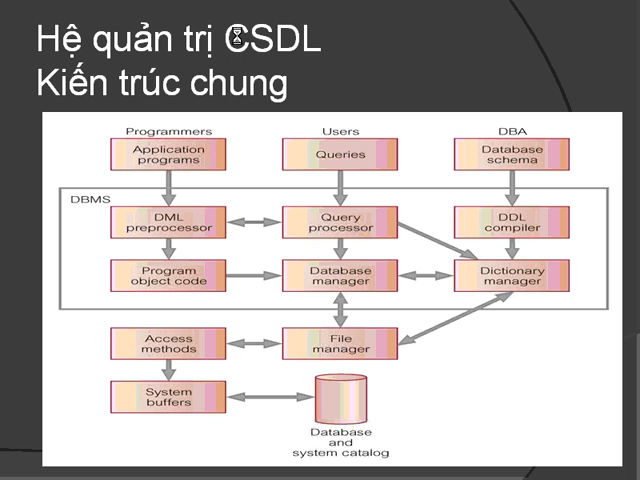 Hệ quản trị CSDL
Kiến trúc chung
Programmers
Users
DBA
Application
programs
Queries
Database
schema
DBMS
DML
preprocessor
Query
processor
DDL
compiler
Program
object code
Database
manager
Dictionary
manager
Access
methods
File
manager
System
buffers
Database
and
system catalog